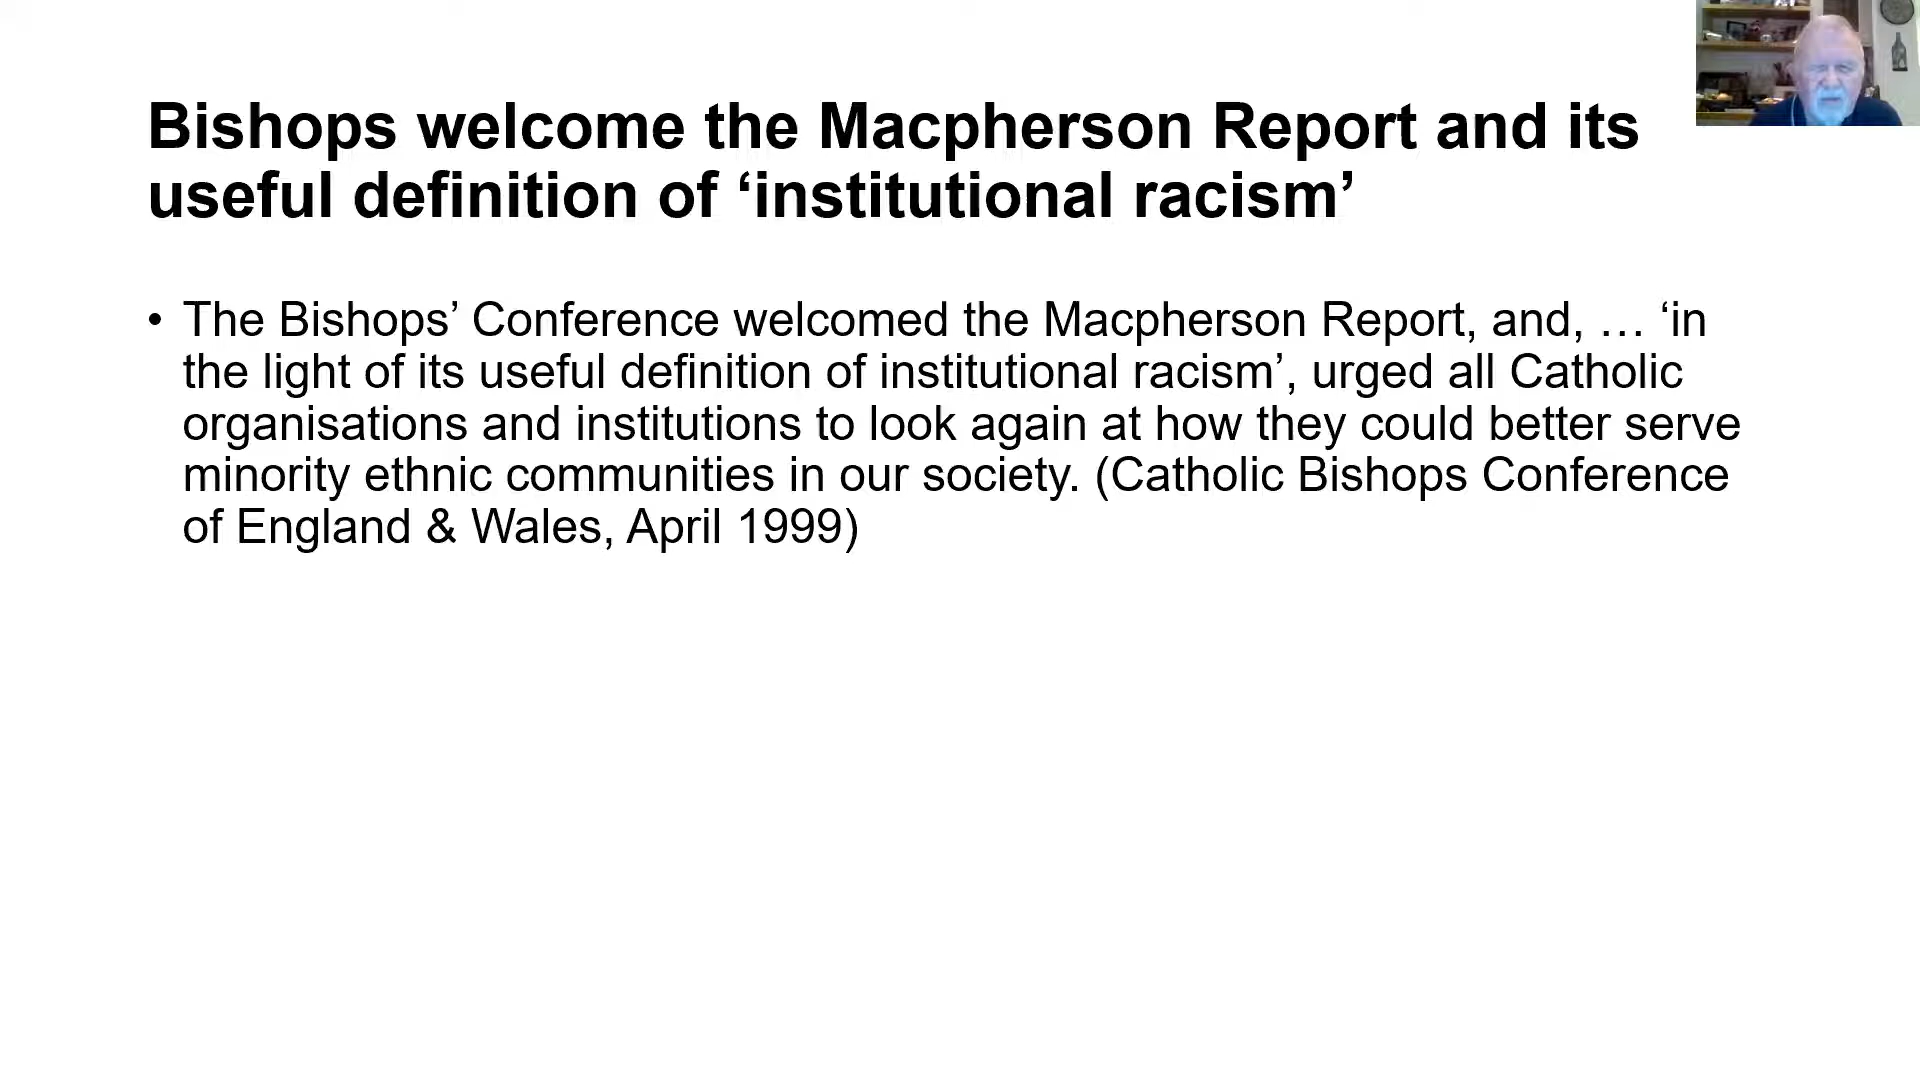 Bishops welcome the Macpherson Report and its
useful definition of ‘institutional racism’
• The Bishops’ Conference welcomed the Macpherson Report, and, … ‘in
the light of its useful definition of institutional racism’, urged all Catholic
organisations and institutions to look again at how they could better serve
minority ethnic communities in our society. (Catholic Bishops Conference
of England & Wales, April 1999)